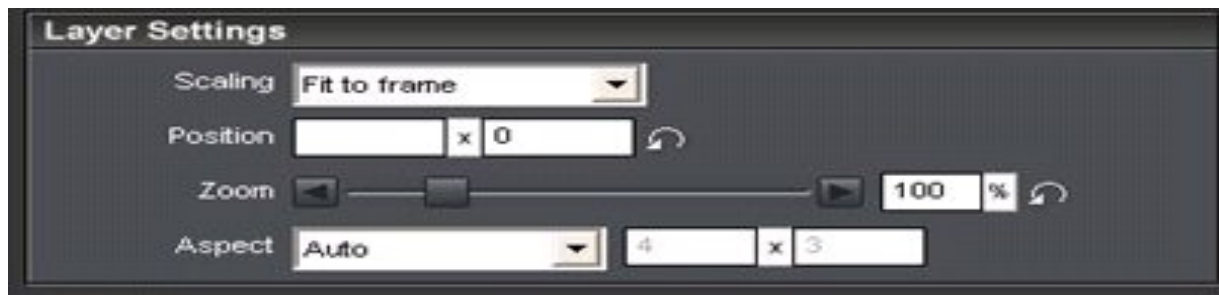 Layer Settings
Scaling Fit to frame
Position x 0
Zoom 100 %
Aspect Auto 4 x 3